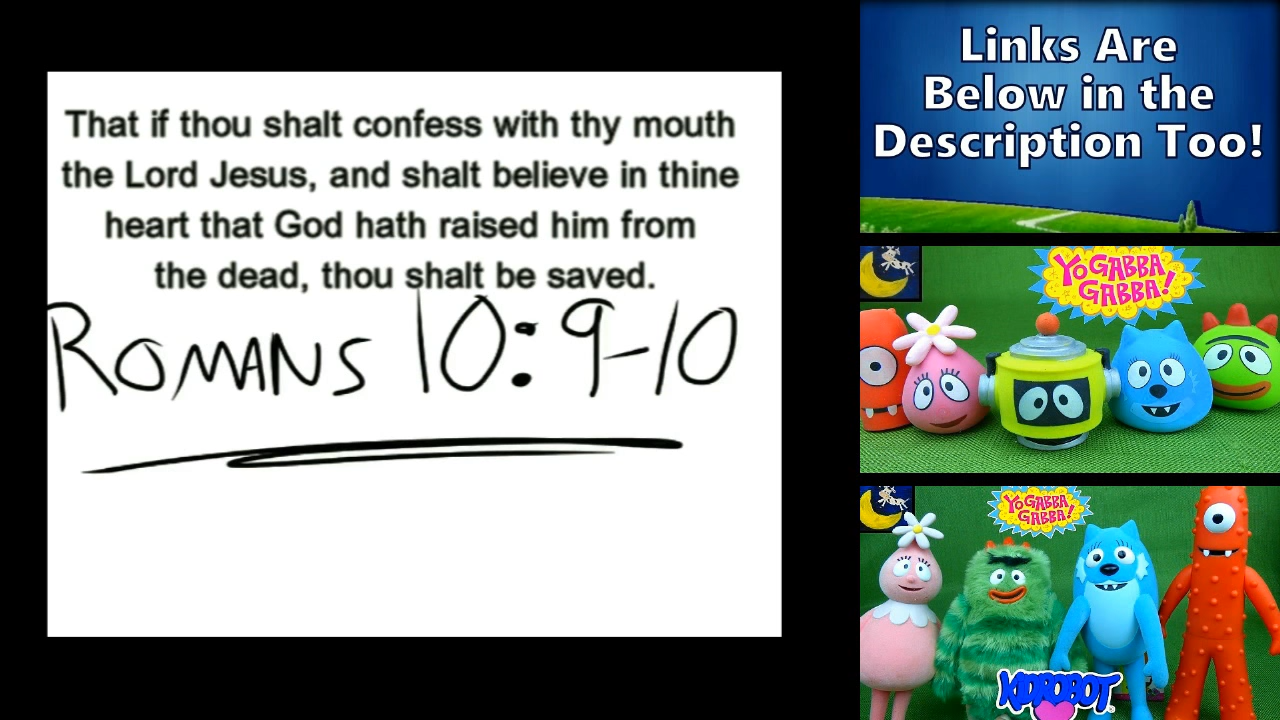 That if thou shalt confess with thy mouth
the Lord Jesus, and shalt believe in thine
heart that God hath raised him from
the dead, thou shalt be saved.
ROMANS 10:9-10
Links Are
Below in the
Description Too!
YO GABBA
GABBA!
YO GABBA
GABBA!
KIDROBOT